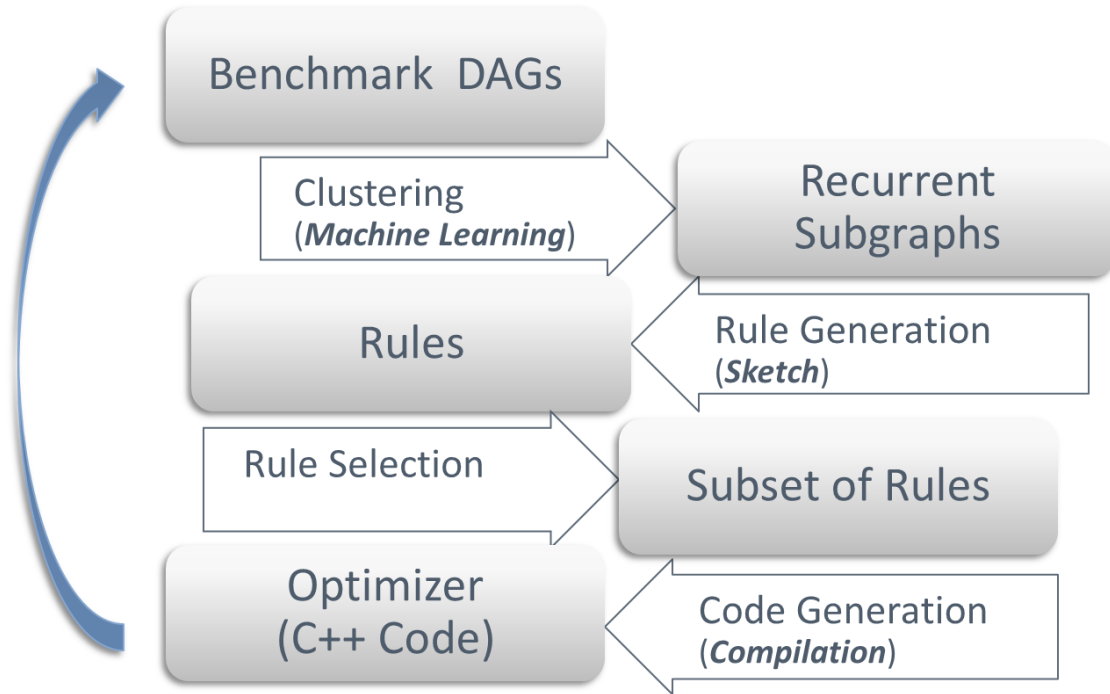 Benchmark DAGs
Clustering
(Machine Learning)
Recurrent
Subgraphs
Rules
Rule Generation
(Sketch)
Rule Selection
Subset of Rules
Optimizer
(C++ Code)
Code Generation
(Compilation)